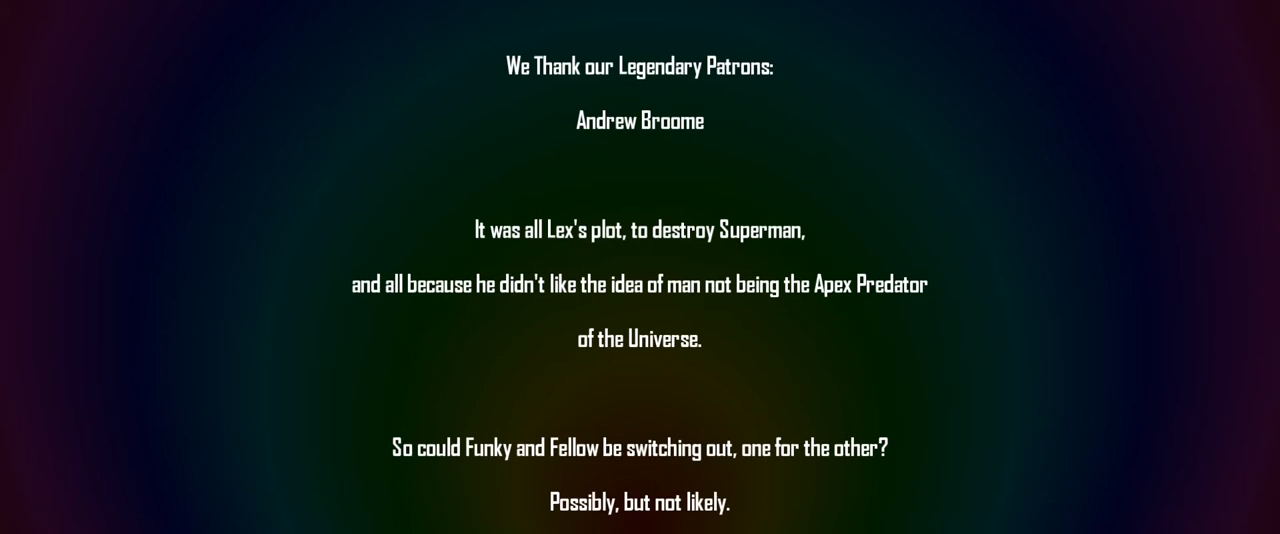 We Thank our Legendary Patrons:
Andrew Broome
It was all Lex's plot, to destroy Superman,
and all because he didn't like the idea of man not being the Apex Predator
of the Universe.
So could Funky and Fellow be switching out, one for the other?
Possibly, but not likely.